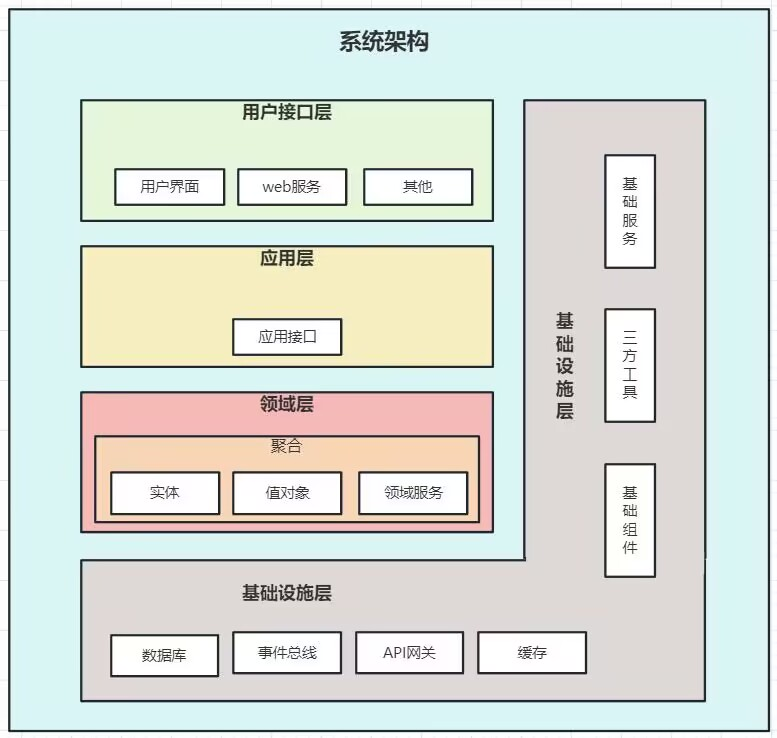 系统架构
用户接口层
用户界面
web服务
其他
应用层
应用接口
领域层
聚合
实体
值对象
领域服务
基础设施层
基础服务
三方工具
基础组件
基础设施层
数据库
事件总线
API网关
缓存